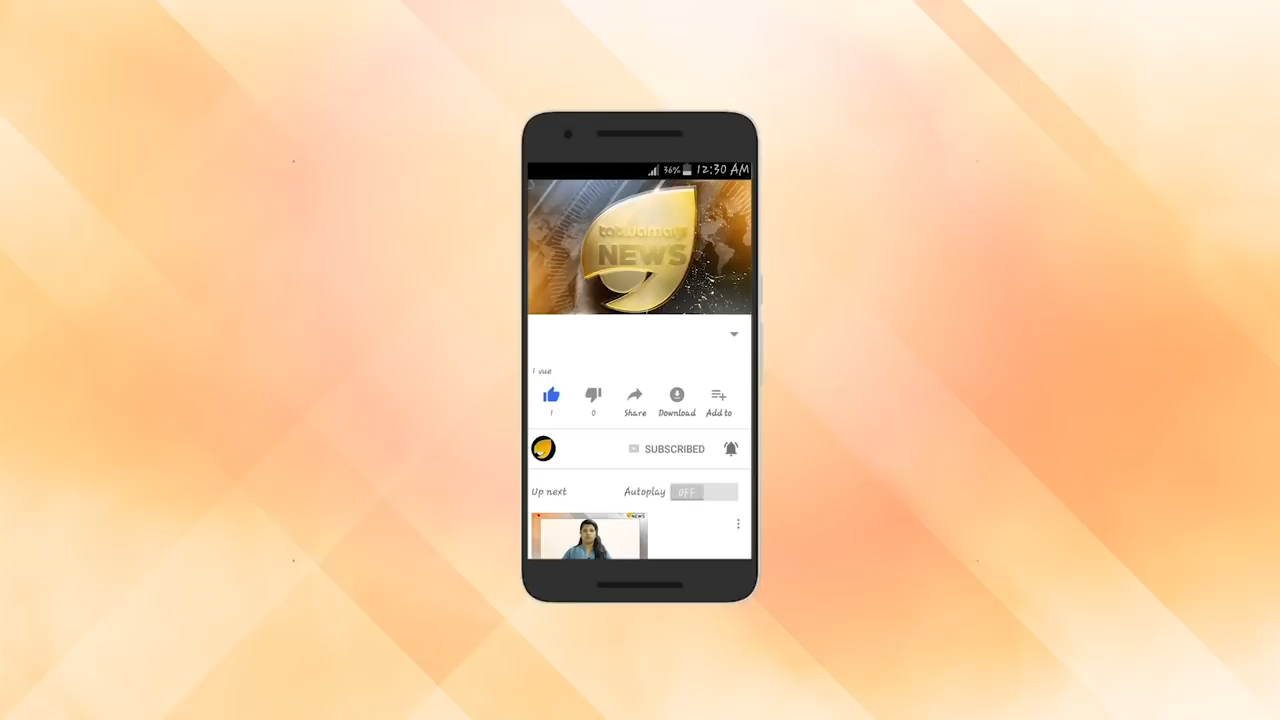 36% 12:30 AM
tatwamayi
NEWS
1 vue
1
0
Share
Download
Add to
SUBSCRIBED
Up next
Autoplay
OFF
NEWS